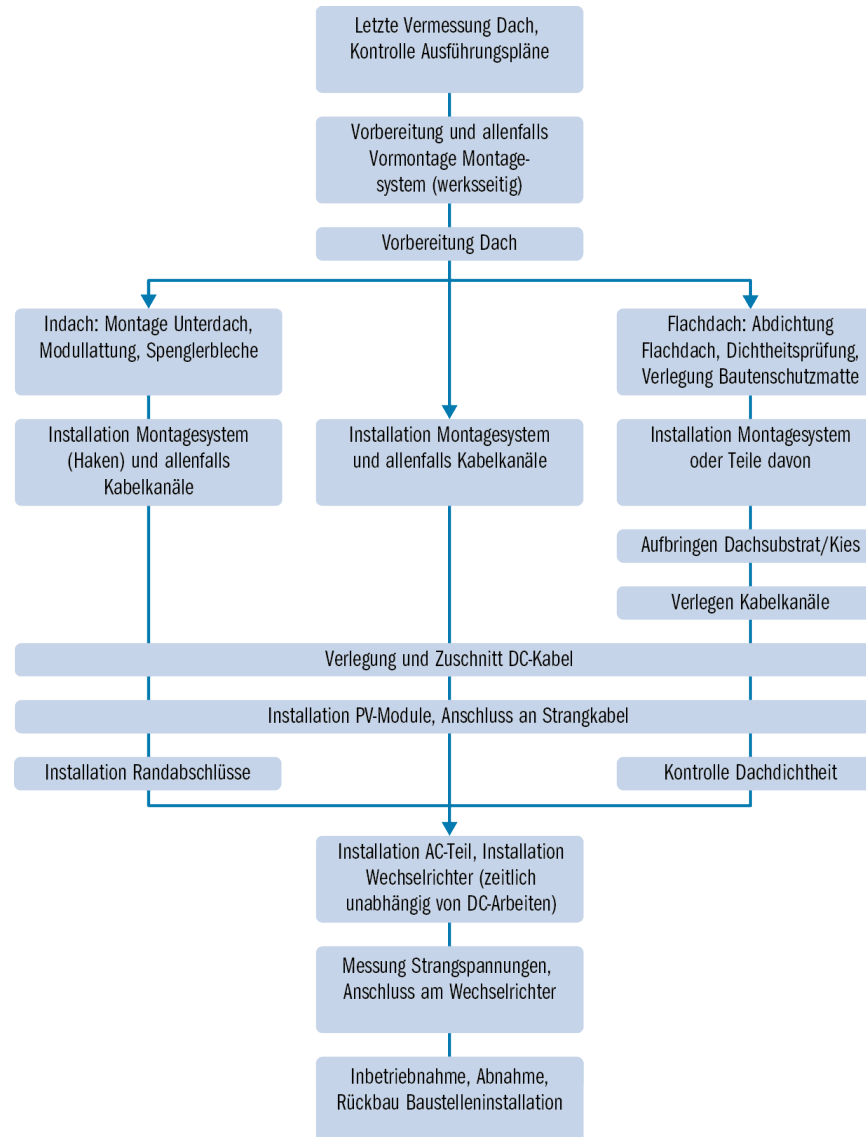 Letzte Vermessung Dach,
Kontrolle Ausführungspläne
Vorbereitung und allenfalls
Vormontage Montage-
system (werksseitig)
Vorbereitung Dach
Indach: Montage Unterdach,
Modullattung, Spenglerbleche
Flachdach: Abdichtung
Flachdach, Dichtheitsprüfung,
Verlegung Bautenschutzmatte
Installation Montagesystem
(Haken) und allenfalls
Kabelkanäle
Installation Montagesystem
und allenfalls Kabelkanäle
Installation Montagesystem
oder Teile davon
Aufbringen Dachsubstrat/Kies
Verlegen Kabelkanäle
Verlegung und Zuschnitt DC-Kabel
Installation PV-Module, Anschluss an Strangkabel
Installation Randabschlüsse
Kontrolle Dachdichtheit
Installation AC-Teil, Installation
Wechselrichter (zeitlich
unabhängig von DC-Arbeiten)
Messung Strangspannungen,
Anschluss am Wechselrichter
Inbetriebnahme, Abnahme,
Rückbau Baustelleninstallation